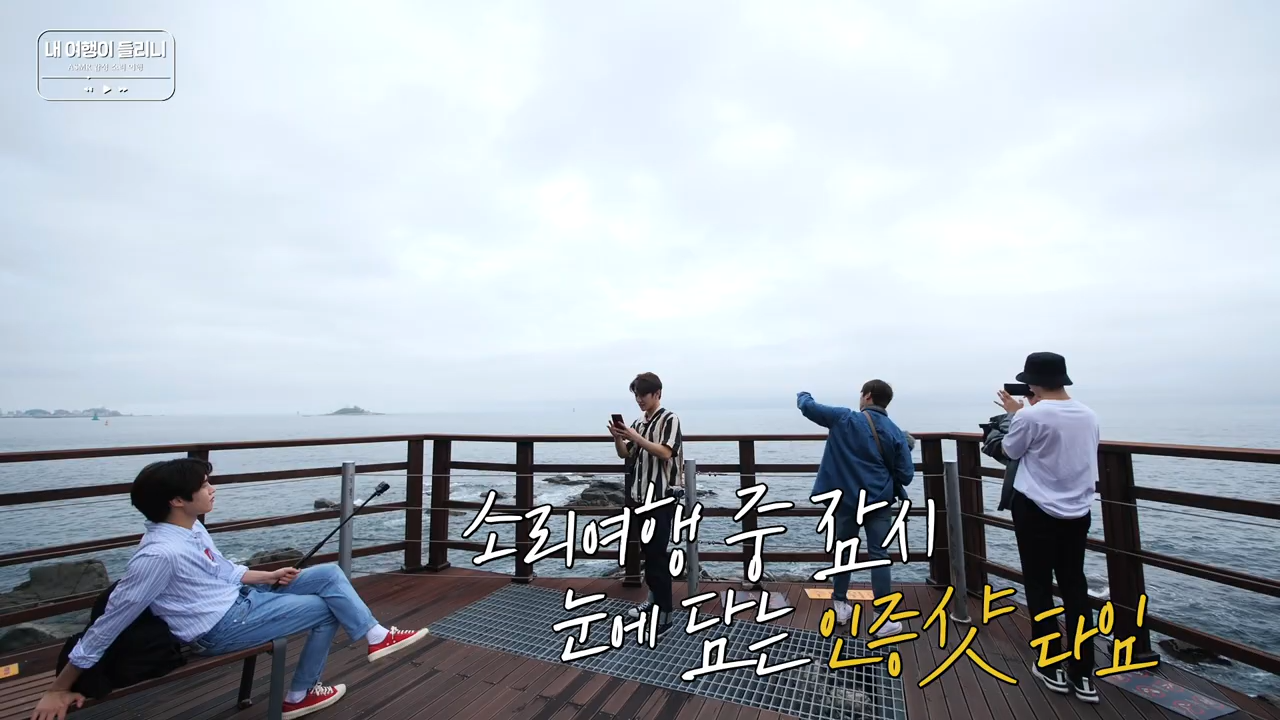 내 여행이 들리니
소리여행 중 잠시
눈에 담는 인증샷 타임